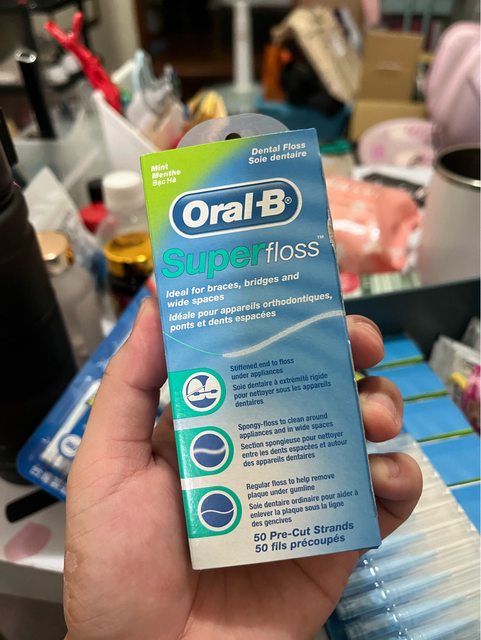 Mint
Menthe
Bạc Hà
Dental Floss
Soie dentaire
Oral-B®
Superfloss™
Ideal for braces, bridges and
wide spaces
Idéale pour appareils orthodontiques,
ponts et dents espacées
Stiffened end to floss
under appliances
Soie dentaire à extrémité rigide
pour nettoyer sous les appareils
dentaires
Spongy-floss to clean around
appliances and in wide spaces
Section spongieuse pour nettoyer
entre les dents espacées et autour
des appareils dentaires
Regular floss to help remove
plaque under gumline
Soie dentaire ordinaire pour aider à
enlever la plaque sous la ligne
des gencives
50 Pre-Cut Strands
50 fils précoupés